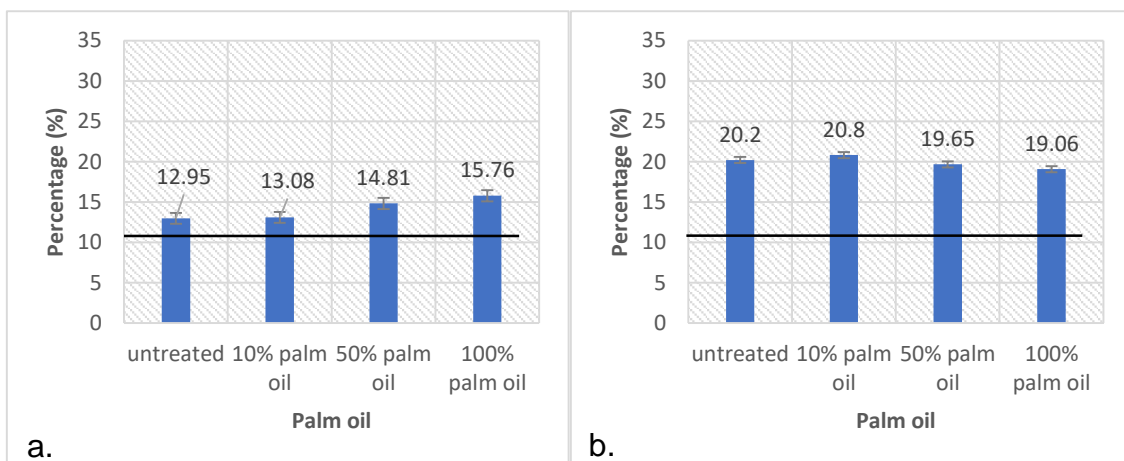 35
30
25
20
15
10
5
0
Percentage (%)
12.95
13.08
14.81
15.76
untreated
10% palm
oil
50% palm
oil
100%
palm oil
Palm oil
a.
35
30
25
20
15
10
5
0
Percentage (%)
20.2
20.8
19.65
19.06
untreated
10% palm
oil
50% palm
oil
100%
palm oil
Palm oil
b.